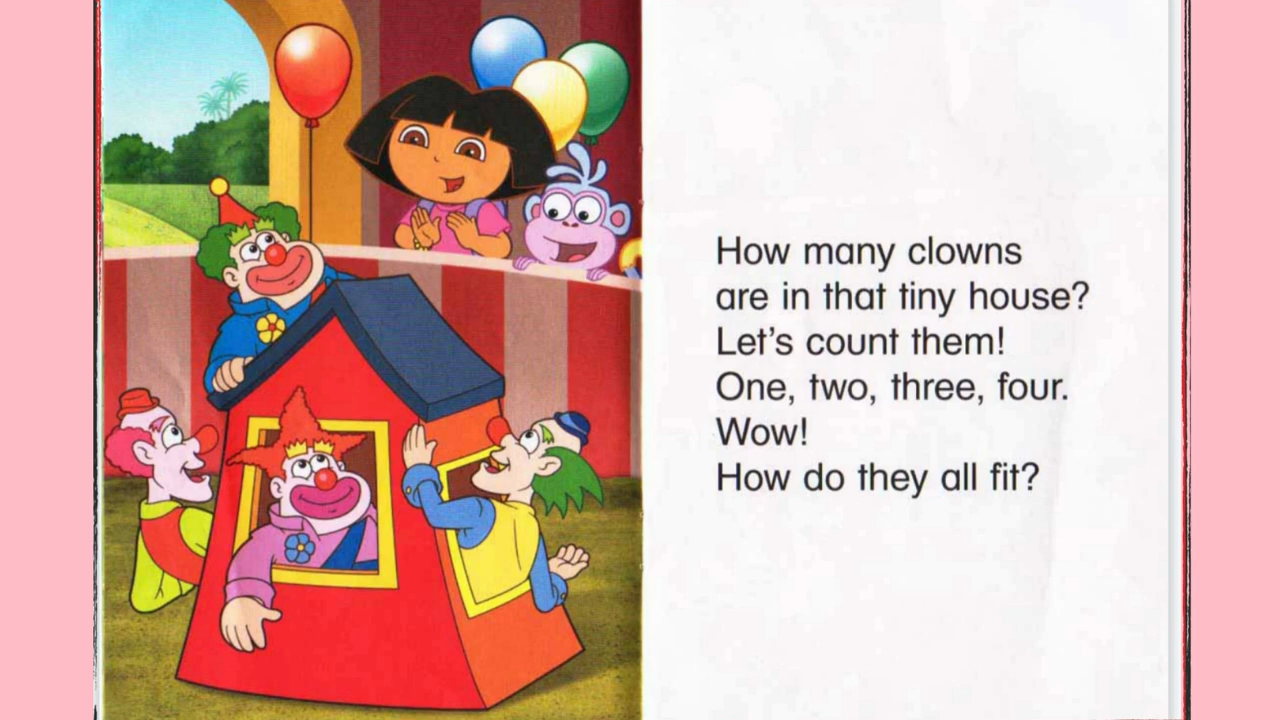 How many clowns
are in that tiny house?
Let's count them!
One, two, three, four.
Wow!
How do they all fit?